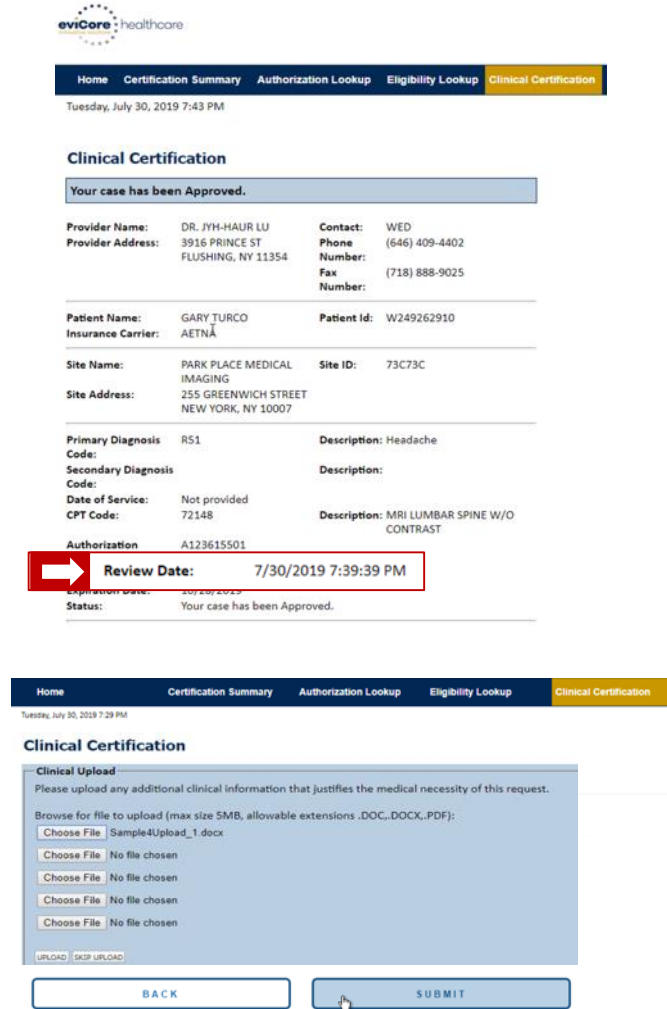 eviCore healthcare
Home Certification Summary Authorization Lookup Eligibility Lookup Clinical Certification
Tuesday, July 30, 2019 7:43 PM
Clinical Certification
Your case has been Approved.
Provider Name: DR. JYH-HAUR LU Contact: WED
Provider Address: 3916 PRINCE ST Phone (646) 409-4402
FLUSHING, NY 11354 Number:
Fax (718) 888-9025
Number:
Patient Name: GARY TURCO Patient Id: W249262910
Insurance Carrier: AETNA
Site Name: PARK PLACE MEDICAL Site ID: 73C73C
IMAGING
Site Address: 255 GREENWICH STREET
NEW YORK, NY 10007
Primary Diagnosis R51 Description: Headache
Code:
Secondary Diagnosis Description:
Code:
Date of Service: Not provided
CPT Code: 72148 Description: MRI LUMBAR SPINE W/O
CONTRAST
Authorization A123615501
Review Date: 7/30/2019 7:39:39 PM
Expiration Date:
Status: Your case has been Approved.
Home Certification Summary Authorization Lookup Eligibility Lookup Clinical Certification
Tuesday, July 30, 2019 7:29 PM
Clinical Certification
Clinical Upload
Please upload any additional clinical information that justifies the medical necessity of this request.
Browse for file to upload (max size 5MB, allowable extensions .DOC,.DOCX,.PDF):
Choose File Sample4Upload_1.docx
Choose File No file chosen
Choose File No file chosen
Choose File No file chosen
Choose File No file chosen
UPLOAD SKIP UPLOAD
BACK SUBMIT